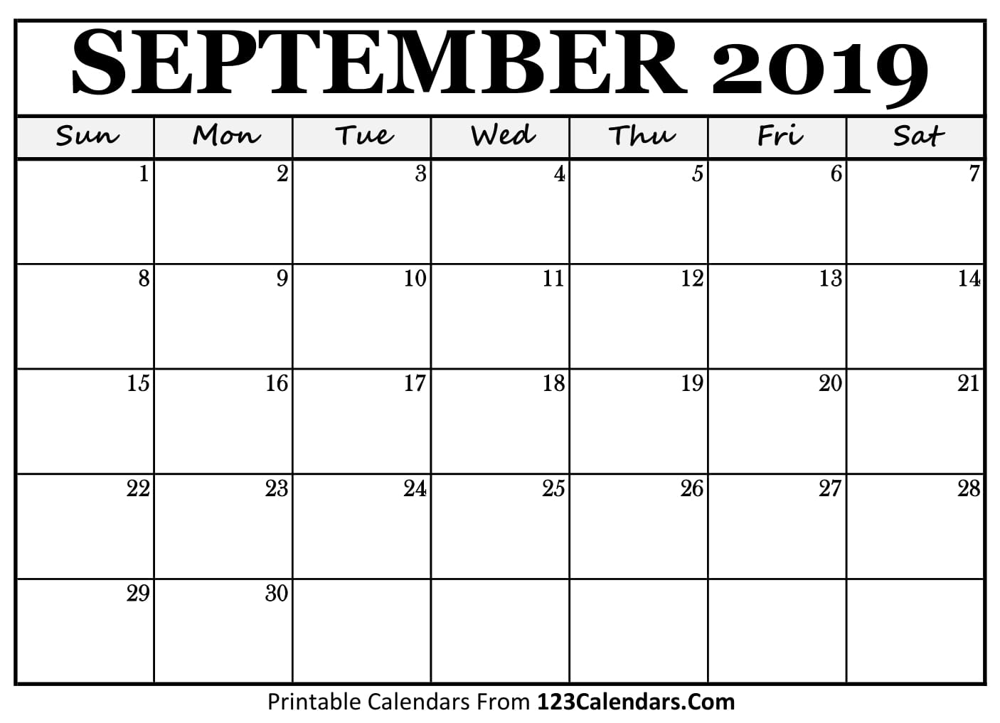 SEPTEMBER 2019
Sun Mon Tue Wed Thu Fri Sat
1 2 3 4 5 6 7
8 9 10 11 12 13 14
15 16 17 18 19 20 21
22 23 24 25 26 27 28
29 30
Printable Calendars From 123Calendars.Com